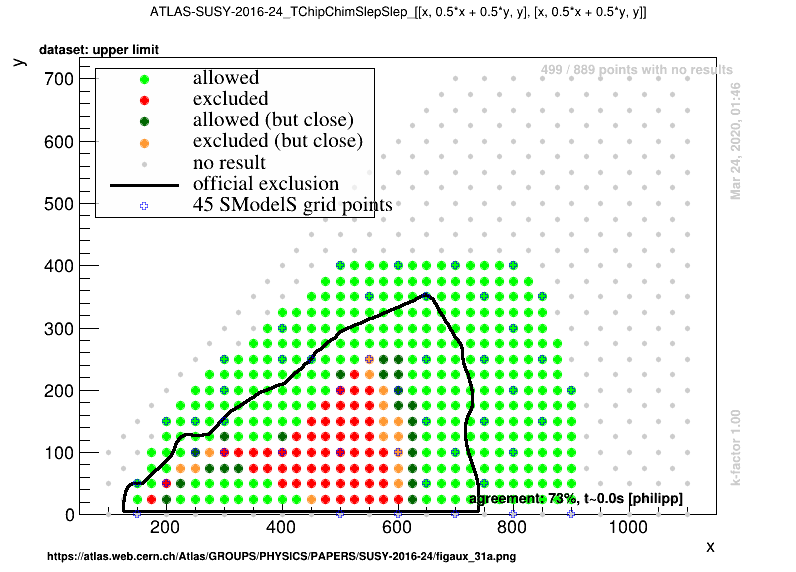 ATLAS-SUSY-2016-24_TChipChimSlepSlep_[[x, 0.5*x + 0.5*y, y], [x, 0.5*x + 0.5*y, y]]
dataset: upper limit
y
499 / 889 points with no results
allowed
excluded
allowed (but close)
excluded (but close)
no result
official exclusion
45 SModelS grid points
Mar 24, 2020, 01:46
k-factor 1.00
700
600
500
400
300
200
100
0
agreement: 73%, t~0.0s [philipp]
200 400 600 800 1000
x
https://atlas.web.cern.ch/Atlas/GROUPS/PHYSICS/PAPERS/SUSY-2016-24/figaux_31a.png